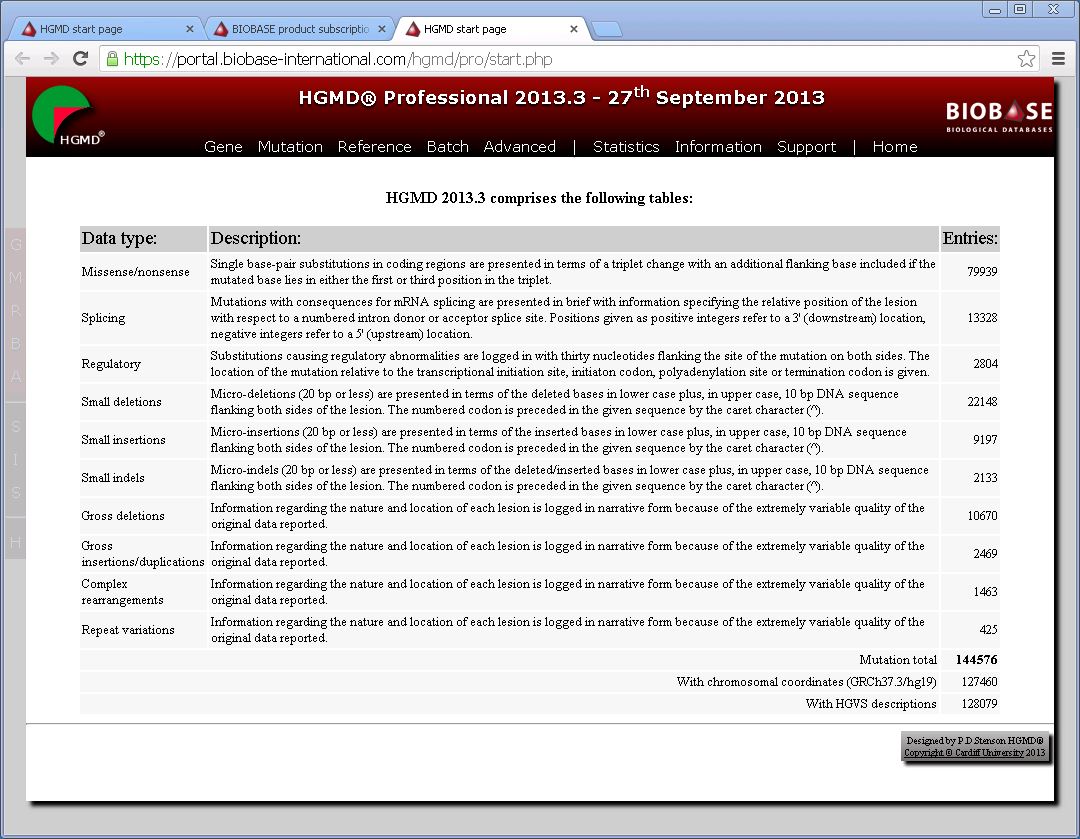 HGMD start page
BIOBASE product subscriptio
HGMD start page
https://portal.biobase-international.com/hgmd/pro/start.php
HGMD® Professional 2013.3 - 27th September 2013
HGMD®
BIOBASE
BIOLOGICAL DATABASES
Gene Mutation Reference Batch Advanced | Statistics Information Support | Home
G
M
R
B
A
S
I
S
H
HGMD 2013.3 comprises the following tables:
Data type: Description: Entries:
Missense/nonsense
Single base-pair substitutions in coding regions are presented in terms of a triplet change with an additional flanking base included if the
mutated base lies in either the first or third position in the triplet.
79939
Splicing
Mutations with consequences for mRNA splicing are presented in brief with information specifying the relative position of the lesion
with respect to a numbered intron donor or acceptor splice site. Positions given as positive integers refer to a 3' (downstream) location,
negative integers refer to a 5' (upstream) location.
13328
Regulatory
Substitutions causing regulatory abnormalities are logged in with thirty nucleotides flanking the site of the mutation on both sides. The
location of the mutation relative to the transcriptional initiation site, initiaton codon, polyadenylation site or termination codon is given.
2804
Small deletions
Micro-deletions (20 bp or less) are presented in terms of the deleted bases in lower case plus, in upper case, 10 bp DNA sequence
flanking both sides of the lesion. The numbered codon is preceded in the given sequence by the caret character (^).
22148
Small insertions
Micro-insertions (20 bp or less) are presented in terms of the inserted bases in lower case plus, in upper case, 10 bp DNA sequence
flanking both sides of the lesion. The numbered codon is preceded in the given sequence by the caret character (^).
9197
Small indels
Micro-indels (20 bp or less) are presented in terms of the deleted/inserted bases in lower case plus, in upper case, 10 bp DNA sequence
flanking both sides of the lesion. The numbered codon is preceded in the given sequence by the caret character (^).
2133
Gross deletions
Information regarding the nature and location of each lesion is logged in narrative form because of the extremely variable quality of the
original data reported.
10670
Gross
insertions/duplications
Information regarding the nature and location of each lesion is logged in narrative form because of the extremely variable quality of the
original data reported.
2469
Complex
rearrangements
Information regarding the nature and location of each lesion is logged in narrative form because of the extremely variable quality of the
original data reported.
1463
Repeat variations
Information regarding the nature and location of each lesion is logged in narrative form because of the extremely variable quality of the
original data reported.
425
Mutation total 144576
With chromosomal coordinates (GRCh37.3/hg19) 127460
With HGVS descriptions 128079
Designed by P.D.Stenson HGMD®
Copyright © Cardiff University 2013